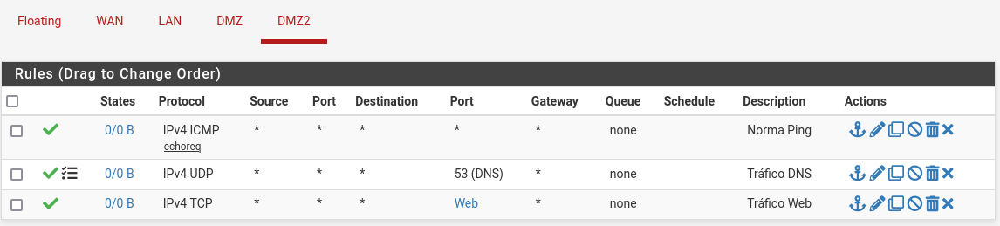 Floating WAN LAN DMZ DMZ2
Rules (Drag to Change Order)
States Protocol Source Port Destination Port Gateway Queue Schedule Description Actions
0/0 B IPv4 ICMP * * * * * none Norma Ping
echoreq
0/0 B IPv4 UDP * * * 53 (DNS) * none Tráfico DNS
0/0 B IPv4 TCP * * * Web * none Tráfico Web